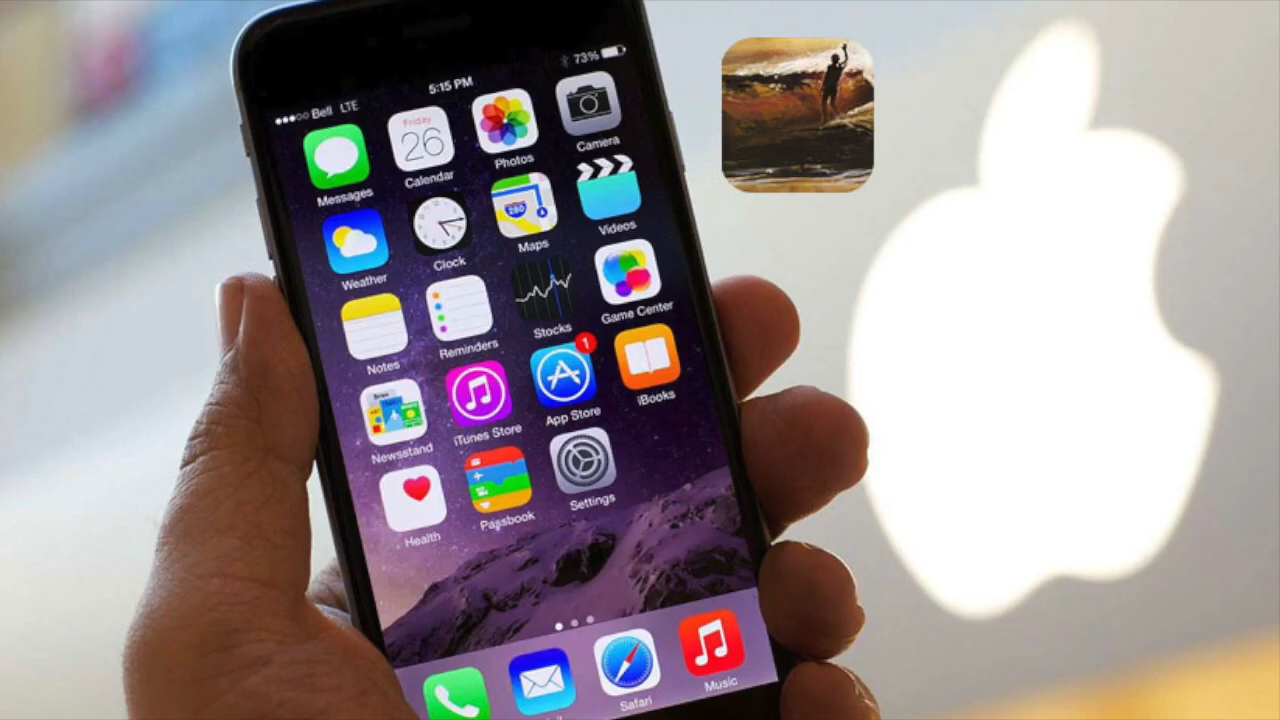 Bell LTE 5:15 PM 73%
Messages Calendar Photos Camera
Friday
26
Weather Clock Maps Videos
280
Notes Reminders Stocks Game Center
Newsstand iTunes Store App Store iBooks
1
Health Passbook Settings
Safari Music